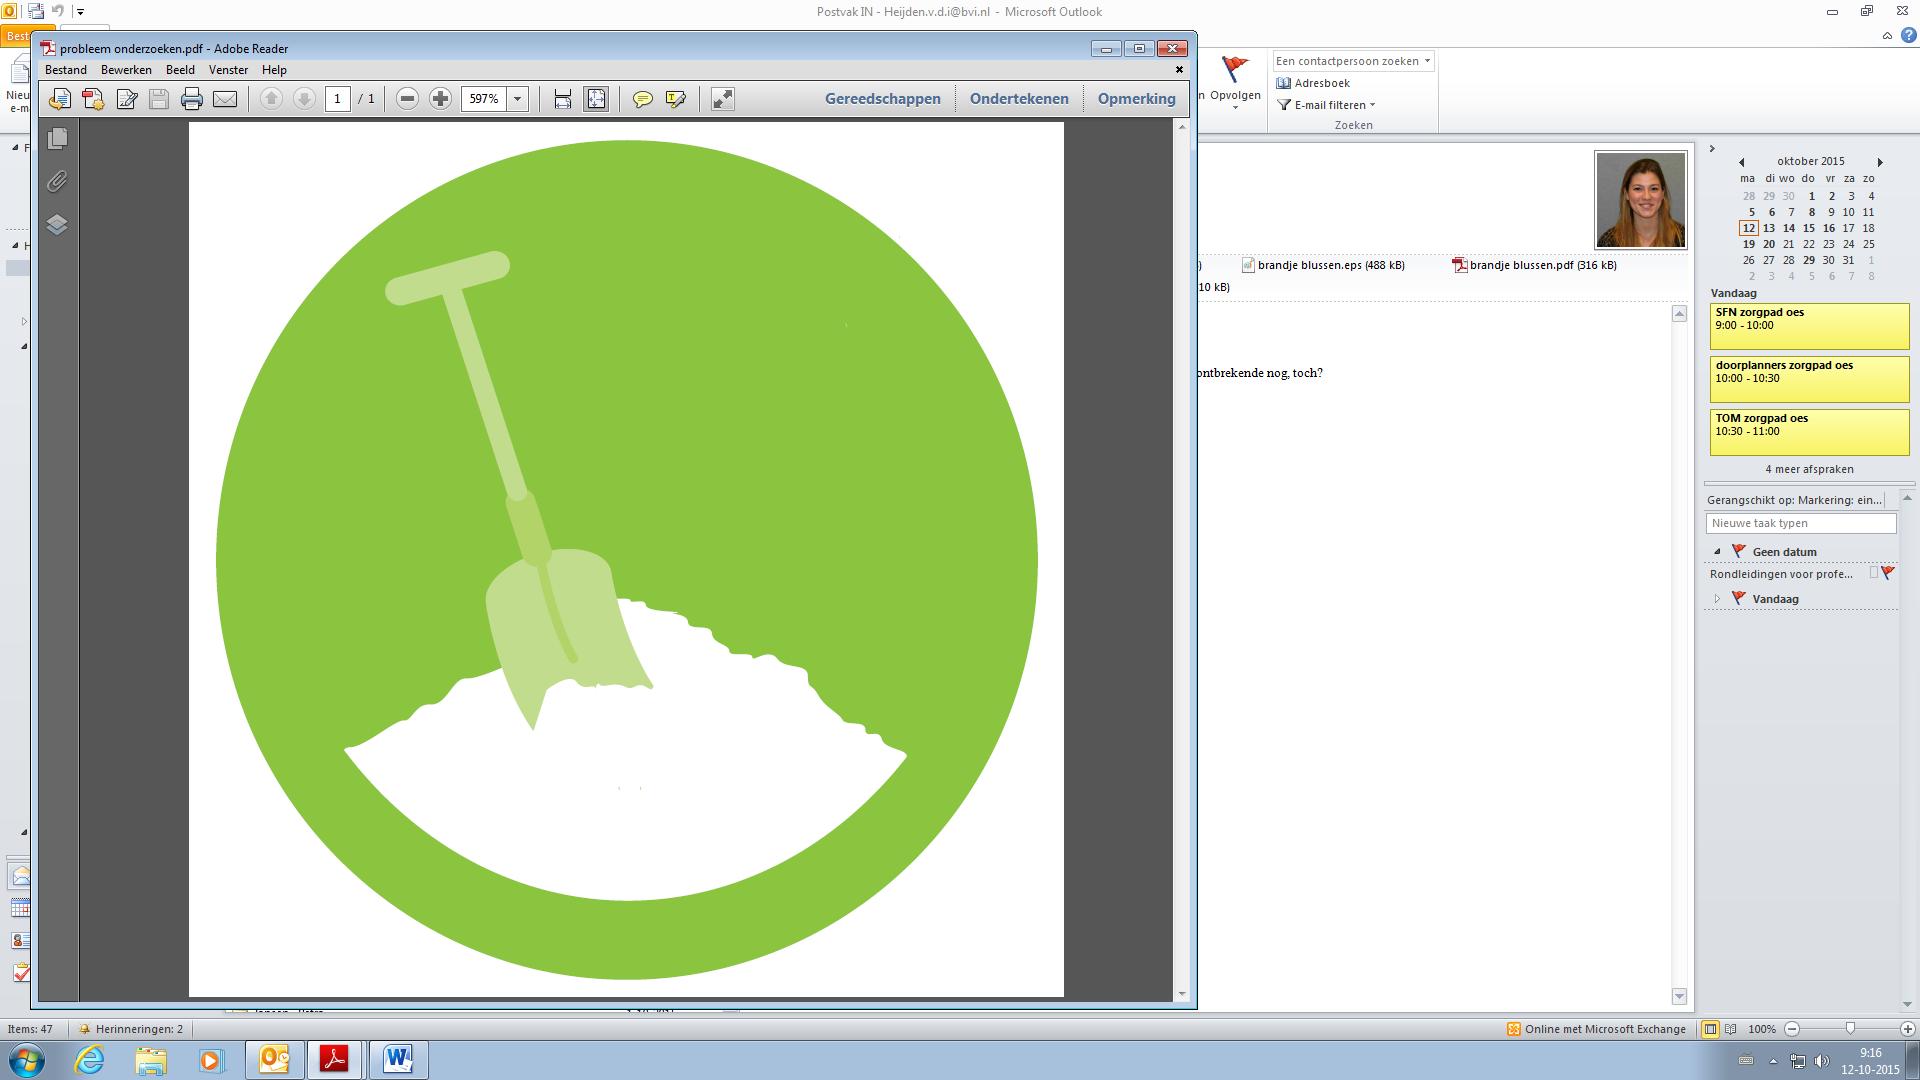 Postvak IN - Heijden.v.d.i@bvi.nl - Microsoft Outlook
Best
probleem onderzoeken.pdf - Adobe Reader
Bestand Bewerken Beeld Venster Help
1 / 1 597% Gereedschappen Ondertekenen Opmerking
Nieu
e-m
Opvolgen
Een contactpersoon zoeken
Adresboek
E-mail filteren
Zoeken
brandje blussen.eps (488 kB) brandje blussen.pdf (316 kB)
10 kB)
ontbrekende nog, toch?
oktober 2015
ma di wo do vr za zo
28 29 30 1 2 3 4
5 6 7 8 9 10 11
12 13 14 15 16 17 18
19 20 21 22 23 24 25
26 27 28 29 30 31 1
2 3 4 5 6 7 8
Vandaag
SFN zorgpad oes
9:00 - 10:00
doorplanners zorgpad oes
10:00 - 10:30
TOM zorgpad oes
10:30 - 11:00
4 meer afspraken
Gerangschikt op: Markering: ein...
Nieuwe taak typen
Geen datum
Rondleidingen voor profe...
Vandaag
Items: 47 Herinneringen: 2 Online met Microsoft Exchange 100%
9:16
12-10-2015